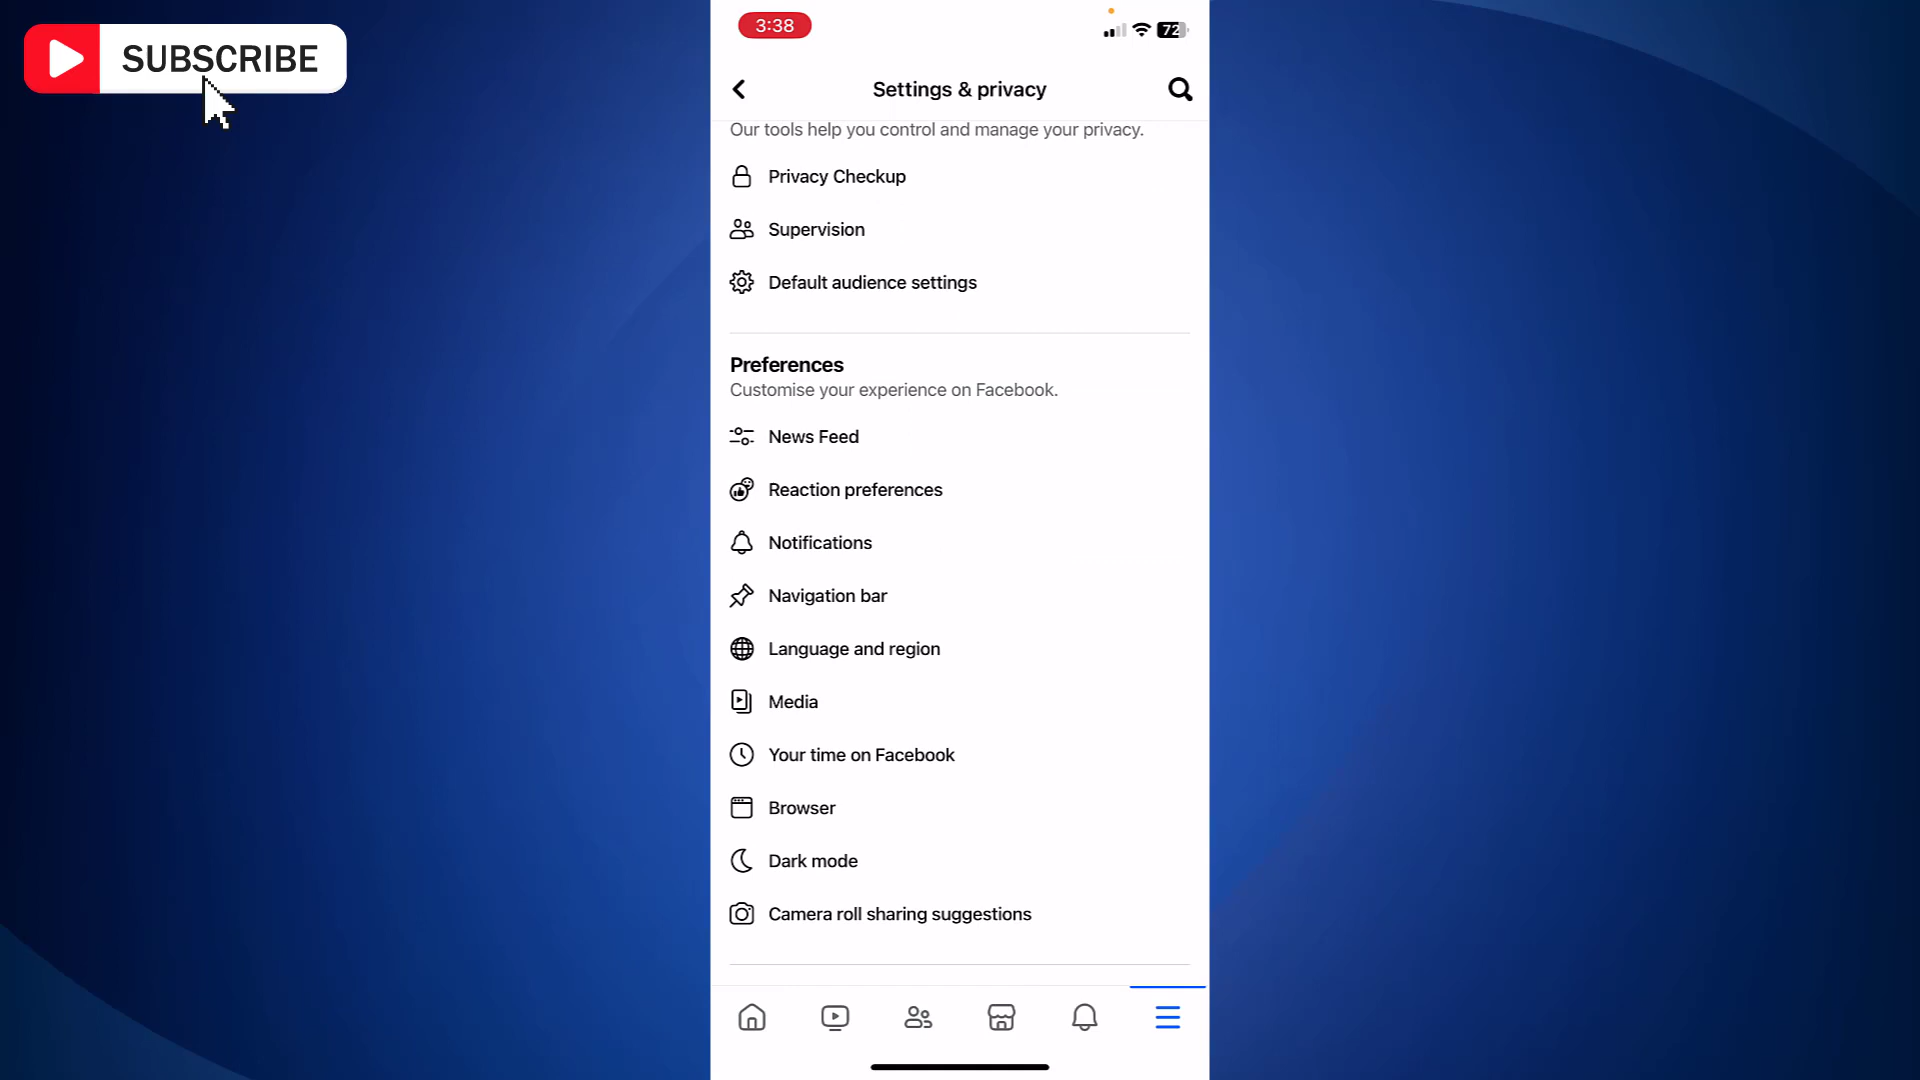 SUBSCRIBE
3:38
72
Settings & privacy
Our tools help you control and manage your privacy.
Privacy Checkup
Supervision
Default audience settings
Preferences
Customise your experience on Facebook.
News Feed
Reaction preferences
Notifications
Navigation bar
Language and region
Media
Your time on Facebook
Browser
Dark mode
Camera roll sharing suggestions